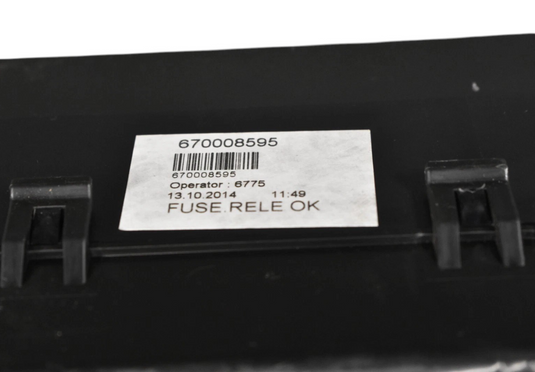 670008595
670008595
Operator : 6775
13.10.2014 11:49
FUSE.RELE OK